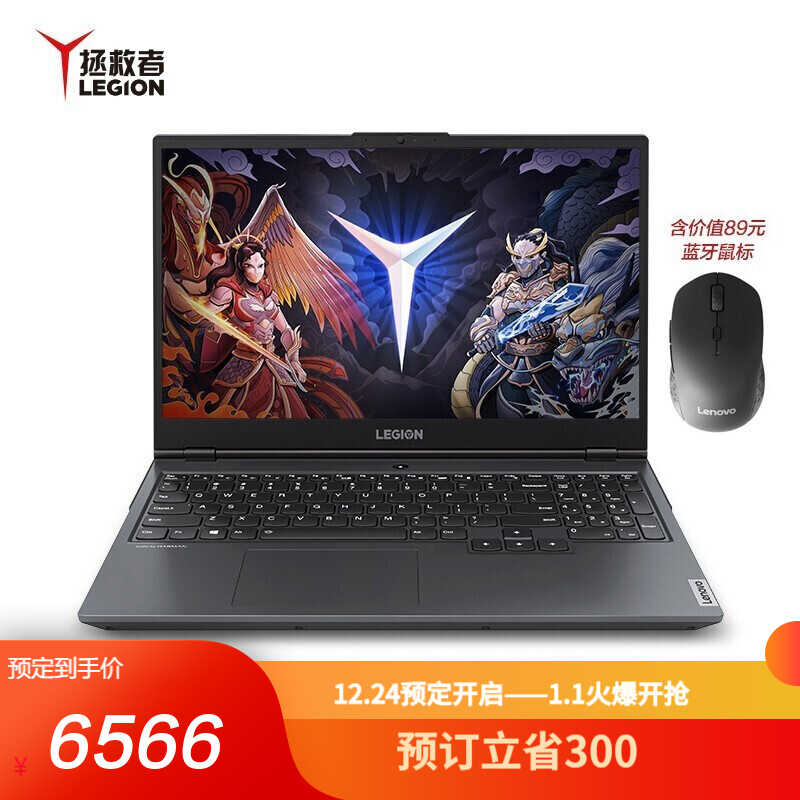 拯救者
LEGION
含价值89元
蓝牙鼠标
Lenovo
LEGION
Lenovo
预定到手价
¥ 6566
12.24预定开启——1.1火爆开抢
预订立省300